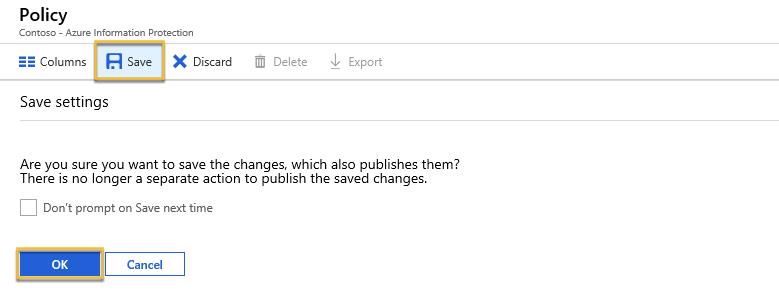 Policy
Contoso - Azure Information Protection
Columns Save Discard Delete Export
Save settings
Are you sure you want to save the changes, which also publishes them?
There is no longer a separate action to publish the saved changes.
Don't prompt on Save next time
OK Cancel